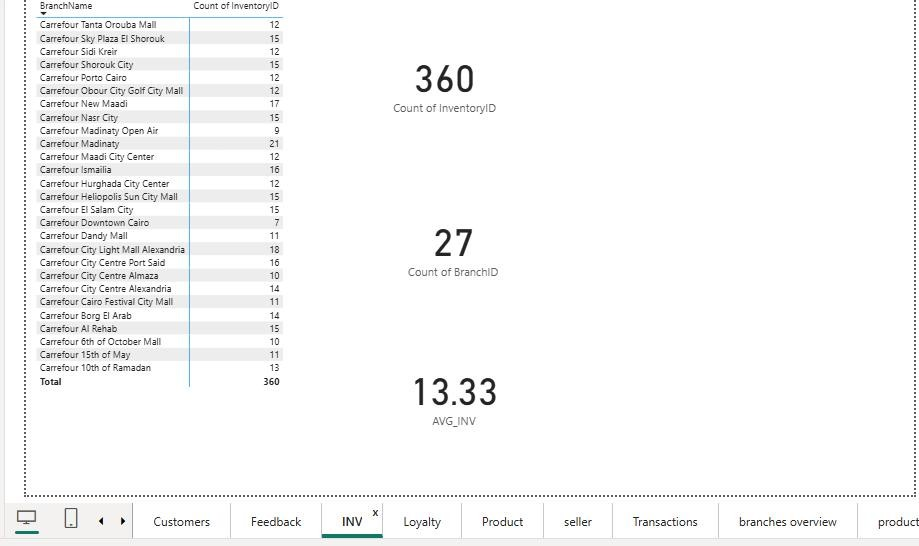 BranchName Count of InventoryID
Carrefour Tanta Orouba Mall 12
Carrefour Sky Plaza El Shorouk 15
Carrefour Sidi Kreir 12
Carrefour Shorouk City 15
Carrefour Porto Cairo 12
Carrefour Obour City Golf City Mall 12
Carrefour New Maadi 17
Carrefour Nasr City 15
Carrefour Madinaty Open Air 9
Carrefour Madinaty 21
Carrefour Maadi City Center 12
Carrefour Ismailia 16
Carrefour Hurghada City Center 12
Carrefour Heliopolis Sun City Mall 15
Carrefour El Salam City 15
Carrefour Downtown Cairo 7
Carrefour Dandy Mall 11
Carrefour City Light Mall Alexandria 18
Carrefour City Centre Port Said 16
Carrefour City Centre Almaza 10
Carrefour City Centre Alexandria 14
Carrefour Cairo Festival City Mall 11
Carrefour Borg El Arab 14
Carrefour Al Rehab 15
Carrefour 6th of October Mall 10
Carrefour 15th of May 11
Carrefour 10th of Ramadan 13
Total 360
360
Count of InventoryID
27
Count of BranchID
13.33
AVG_INV
Customers Feedback INV x Loyalty Product seller Transactions branches overview product